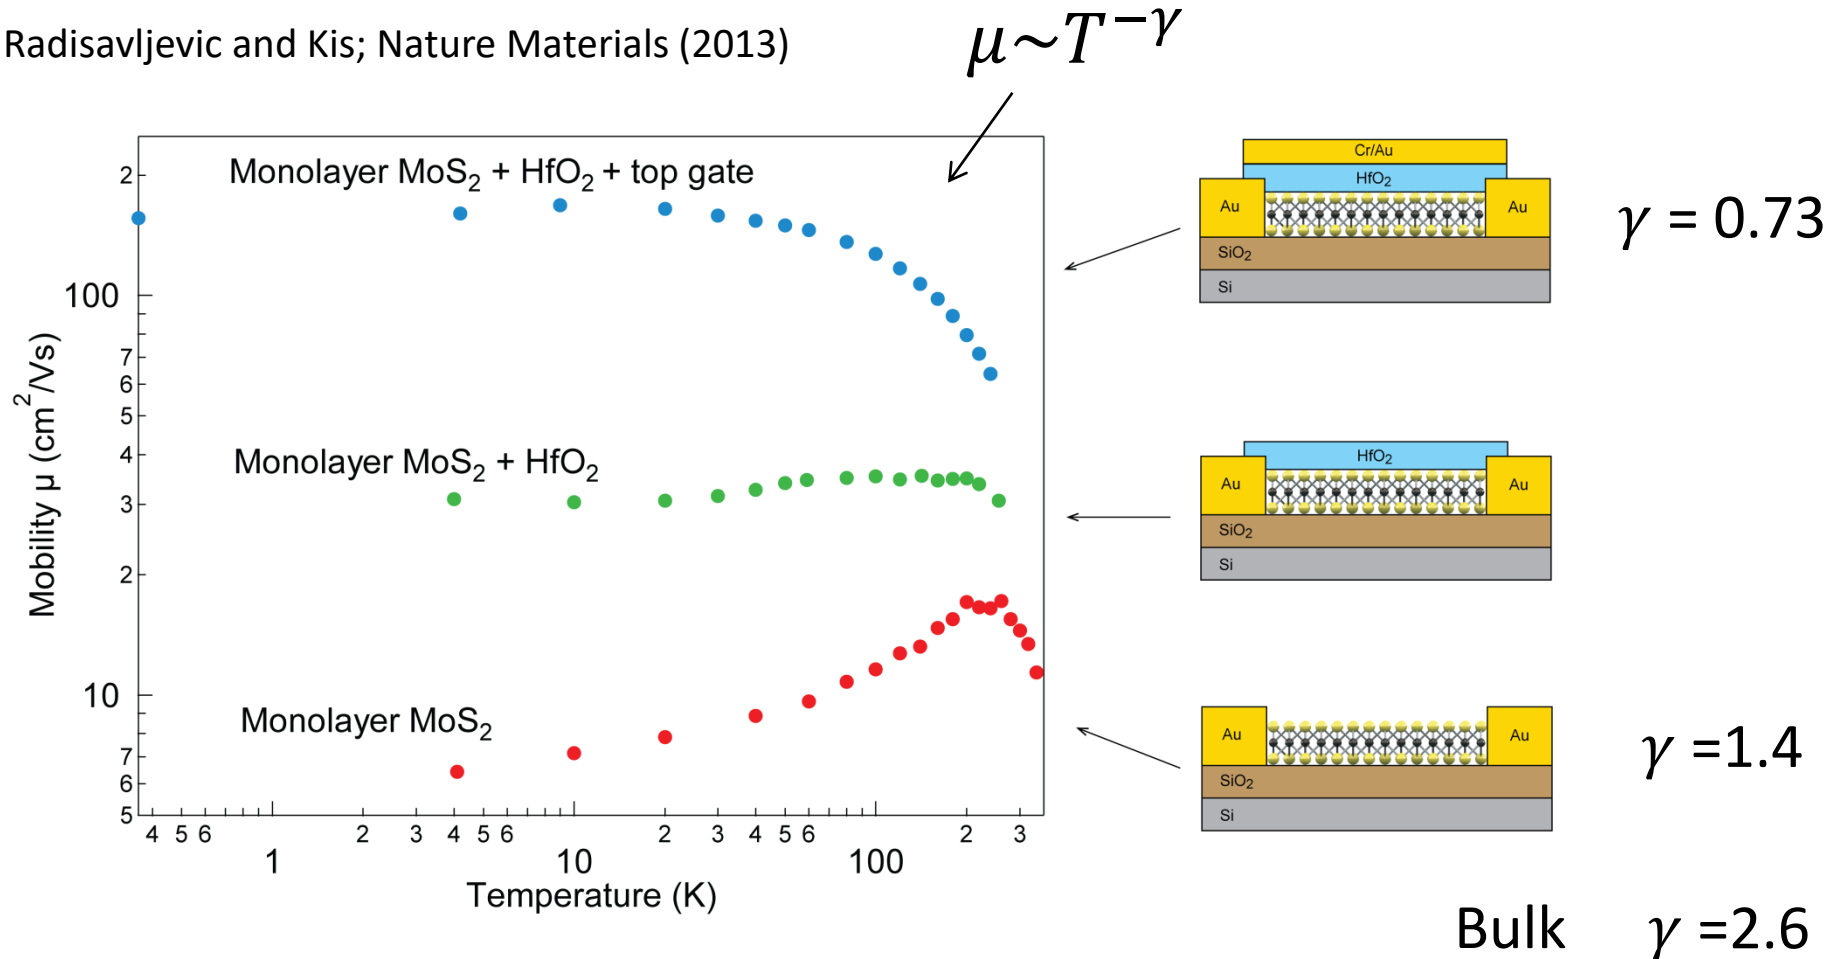 Radisavljevic and Kis; Nature Materials (2013)
μ~T^−γ
Monolayer MoS₂ + HfO₂ + top gate
Monolayer MoS₂ + HfO₂
Monolayer MoS₂
Mobility μ (cm²/Vs)
2
100
7
6
5
4
3
2
10
7
6
5
4 5 6 2 3 4 5 6 2 3 4 5 6 2 3
1 10 100
Temperature (K)
Cr/Au
HfO₂
Au Au
SiO₂
Si
γ = 0.73
HfO₂
Au Au
SiO₂
Si
Au Au
SiO₂
Si
γ =1.4
Bulk γ =2.6